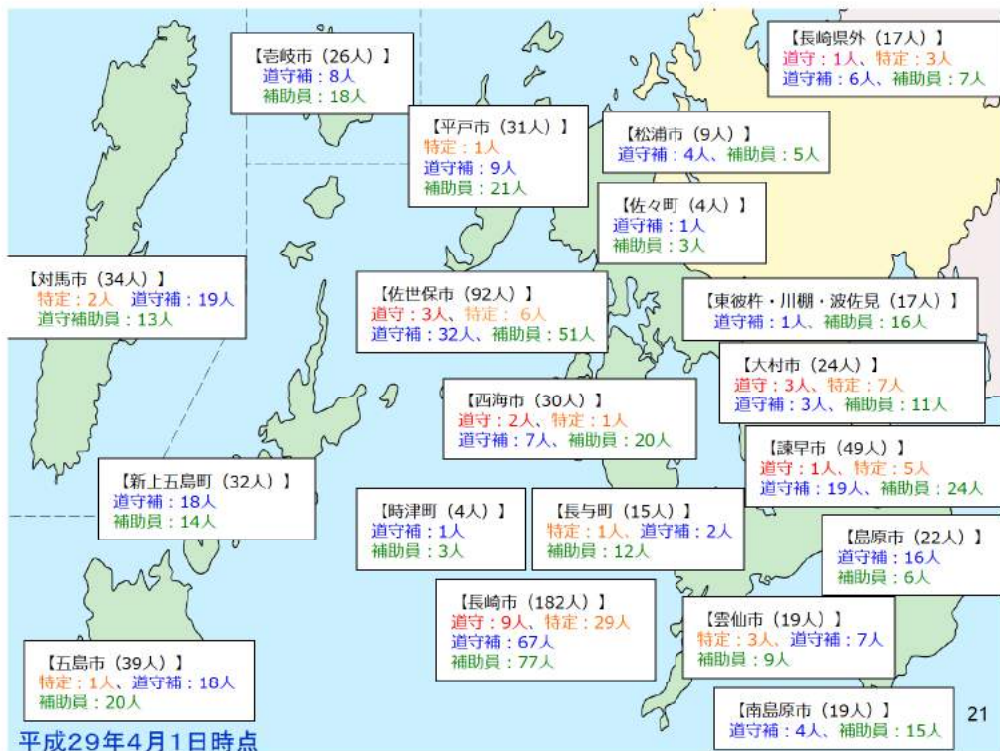 【壱岐市（26人）】
道守補：8人
補助員：18人
【長崎県外（17人）】
道守：1人、特定：3人
道守補：6人、補助員：7人
【平戸市（31人）】
特定：1人
道守補：9人
補助員：21人
【松浦市（9人）】
道守補：4人、補助員：5人
【佐々町（4人）】
道守補：1人
補助員：3人
【対馬市（34人）】
特定：2人　道守補：19人
道守補助員：13人
【佐世保市（92人）】
道守：3人、特定：6人
道守補：32人、補助員：51人
【東彼杵・川棚・波佐見（17人）】
道守補：1人、補助員：16人
【大村市（24人）】
道守：3人、特定：7人
道守補：3人、補助員：11人
【西海市（30人）】
道守：2人、特定：1人
道守補：7人、補助員：20人
【諫早市（49人）】
道守：1人、特定：5人
道守補：19人、補助員：24人
【新上五島町（32人）】
道守補：18人
補助員：14人
【時津町（4人）】
道守補：1人
補助員：3人
【長与町（15人）】
特定：1人、道守補：2人
補助員：12人
【島原市（22人）】
道守補：16人
補助員：6人
【長崎市（182人）】
道守：9人、特定：29人
道守補：67人
補助員：77人
【雲仙市（19人）】
特定：3人、道守補：7人
補助員：9人
【五島市（39人）】
特定：1人、道守補：18人
補助員：20人
【南島原市（19人）】
道守補：4人、補助員：15人
21
平成29年4月1日時点